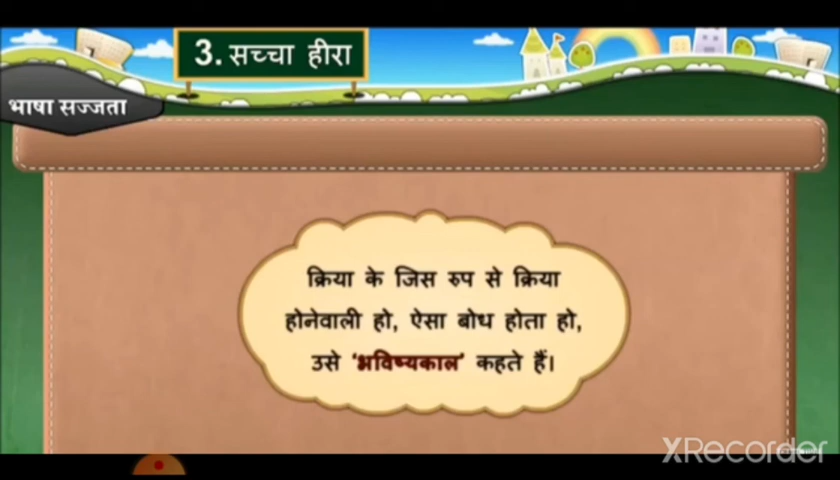 3. सच्चा हीरा
भाषा सज्जता
क्रिया के जिस रुप से क्रिया
होनेवाली हो, ऐसा बोध होता हो,
उसे ‘भविष्यकाल’ कहते हैं।
XRecorder